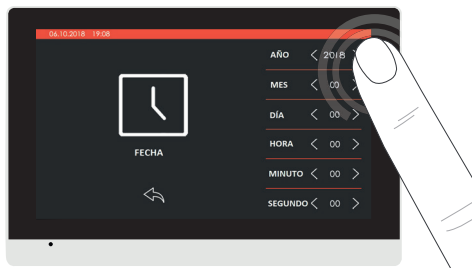 06.10.2018 19:08
AÑO < 2018 >
MES < 00 >
DÍA < 00 >
HORA < 00 >
MINUTO < 00 >
SEGUNDO < 00 >
FECHA